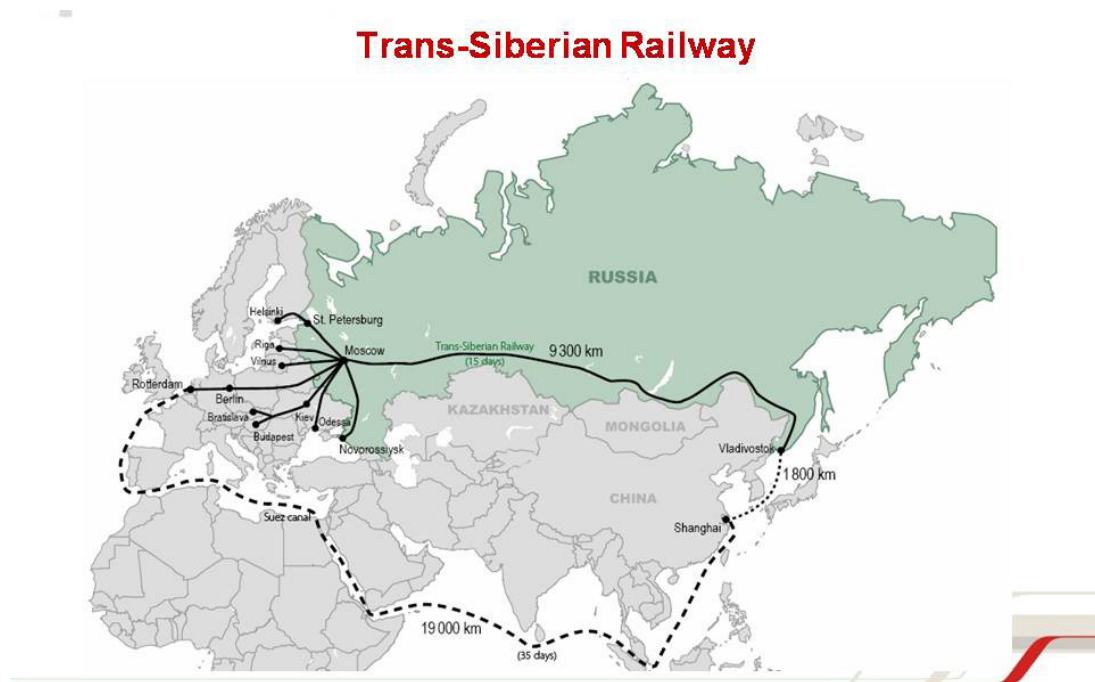 Trans-Siberian Railway
RUSSIA
Helsinki
St. Petersburg
Riga
Moscow
Trans-Siberian Railway
(15 days)
9 300 km
Vilnus
Rotterdam
Berlin
KAZAKHSTAN
MONGOLIA
Bratislava
Kiev
Odessa
Budapest
Novorossiysk
Vladivostok
1 800 km
CHINA
Suez canal
Shanghai
19 000 km
(35 days)